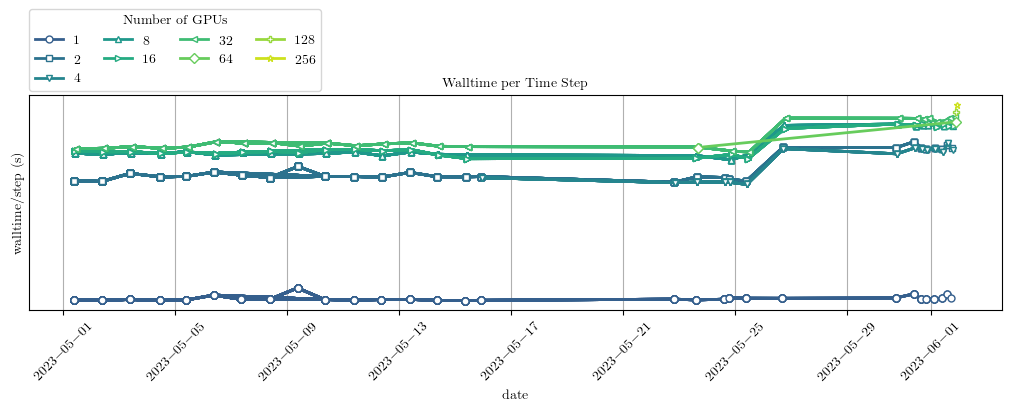 Number of GPUs
1 8 32 128
2 16 64 256
4
Walltime per Time Step
walltime/step (s)
2023−05−01 2023−05−05 2023−05−09 2023−05−13 2023−05−17 2023−05−21 2023−05−25 2023−05−29 2023−06−01
date